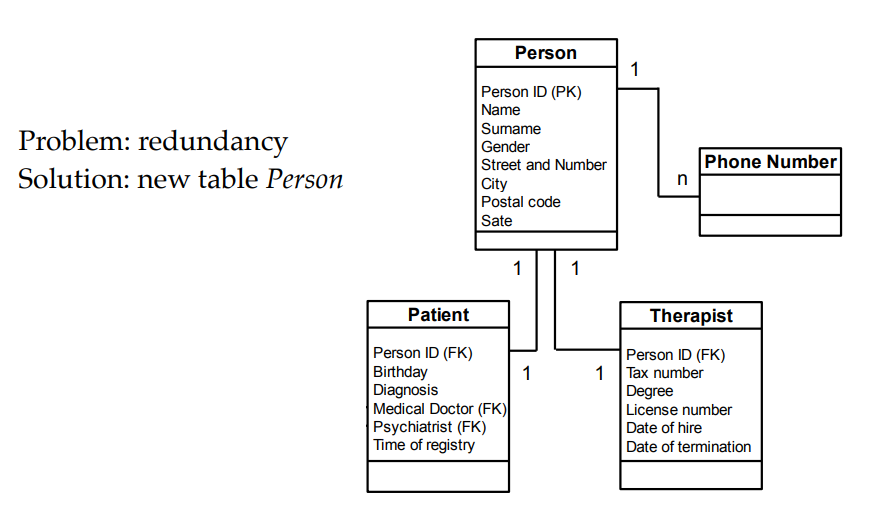 Problem: redundancy
Solution: new table Person
Person
Person ID (PK)
Name
Surname
Gender
Street and Number
City
Postal code
Sate
1
n
Phone Number
1
1
Patient
Person ID (FK)
Birthday
Diagnosis
Medical Doctor (FK)
Psychiatrist (FK)
Time of registry
1
1
Therapist
Person ID (FK)
Tax number
Degree
License number
Date of hire
Date of termination